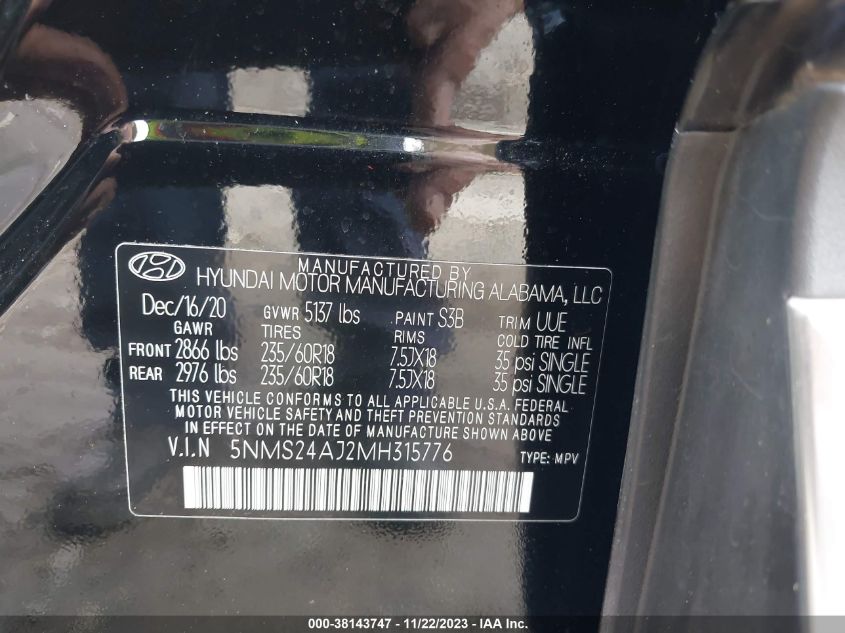 MANUFACTURED BY
HYUNDAI MOTOR MANUFACTURING ALABAMA, LLC
Dec/16/20 GVWR 5137 lbs PAINT S3B TRIM UUE
GAWR TIRES RIMS COLD TIRE INFL
FRONT 2866 lbs 235/60R18 7.5JX18 35 psi SINGLE
REAR 2976 lbs 235/60R18 7.5JX18 35 psi SINGLE
THIS VEHICLE CONFORMS TO ALL APPLICABLE U.S.A. FEDERAL
MOTOR VEHICLE SAFETY AND THEFT PREVENTION STANDARDS
IN EFFECT ON THE DATE OF MANUFACTURE SHOWN ABOVE
V.I.N 5NMS24AJ2MH315776 TYPE: MPV
000-38143747 - 11/22/2023 - IAA Inc.